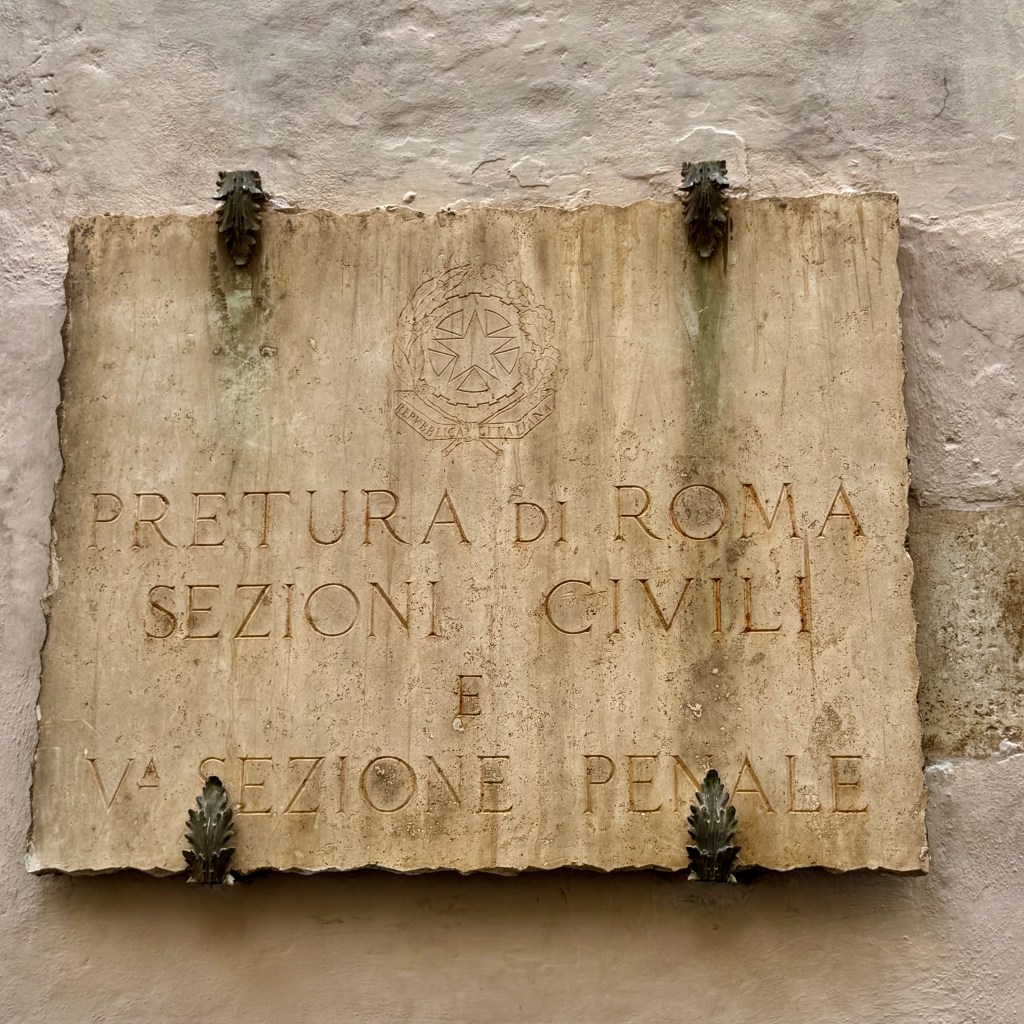 REPVBBLICA ITALIANA
PRETURA DI ROMA
SEZIONI CIVILI
E
Vᴬ SEZIONE PENALE